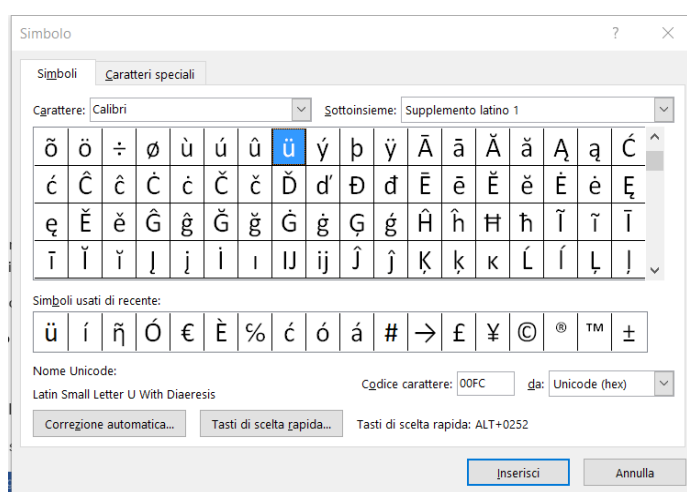 Simbolo ? ×
Simboli Caratteri speciali
Carattere: Calibri Sottoinsieme: Supplemento latino 1
õ ö ÷ ø ù ú û ü ý þ ÿ Ā ā Ă ă Ą ą Ć
ć Ĉ ĉ Ċ ċ Č č Ď ď Đ đ Ē ē Ĕ ĕ Ė ė Ę
ę Ě ě Ĝ ĝ Ğ ğ Ġ ġ Ģ ģ Ĥ ĥ Ħ ħ Ĩ ĩ Ī
ī Ĭ ĭ Į į İ ı Ĳ ĳ Ĵ ĵ Ķ ķ ĸ Ĺ ĺ Ļ ļ
Simboli usati di recente:
ü í ñ Ó € È ℅ ć ó á # → £ ¥ © ® ™ ±
Nome Unicode:
Latin Small Letter U With Diaeresis Codice carattere: 00FC da: Unicode (hex)
Correzione automatica... Tasti di scelta rapida... Tasti di scelta rapida: ALT+0252
Inserisci Annulla